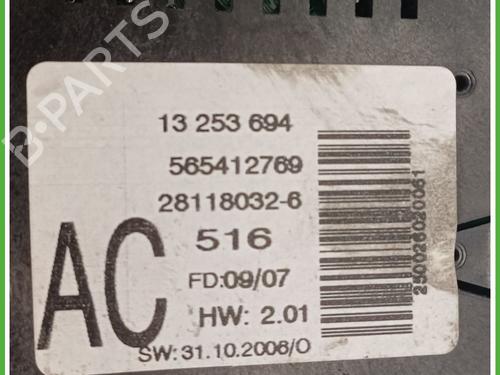 B-PARTS
13 253 694
565412769
28118032-6
516
AC
FD:09/07
HW: 2.01
SW:31.10.2006/O
250026020061